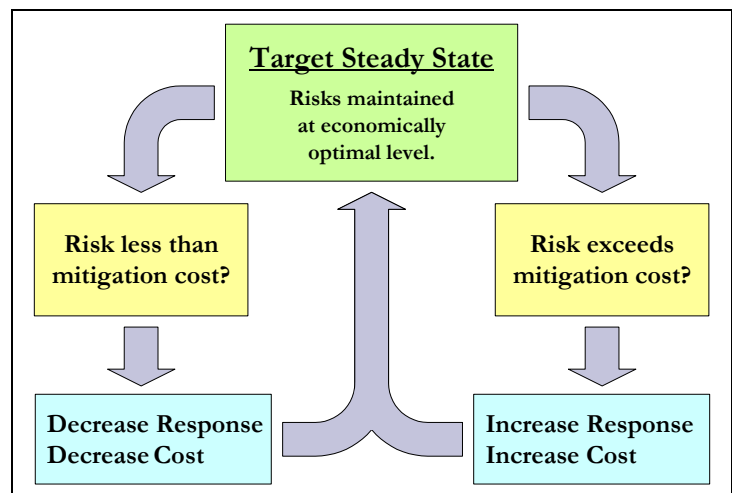 Target Steady State
Risks maintained
at economically
optimal level.
Risk less than
mitigation cost?
Risk exceeds
mitigation cost?
Decrease Response
Decrease Cost
Increase Response
Increase Cost